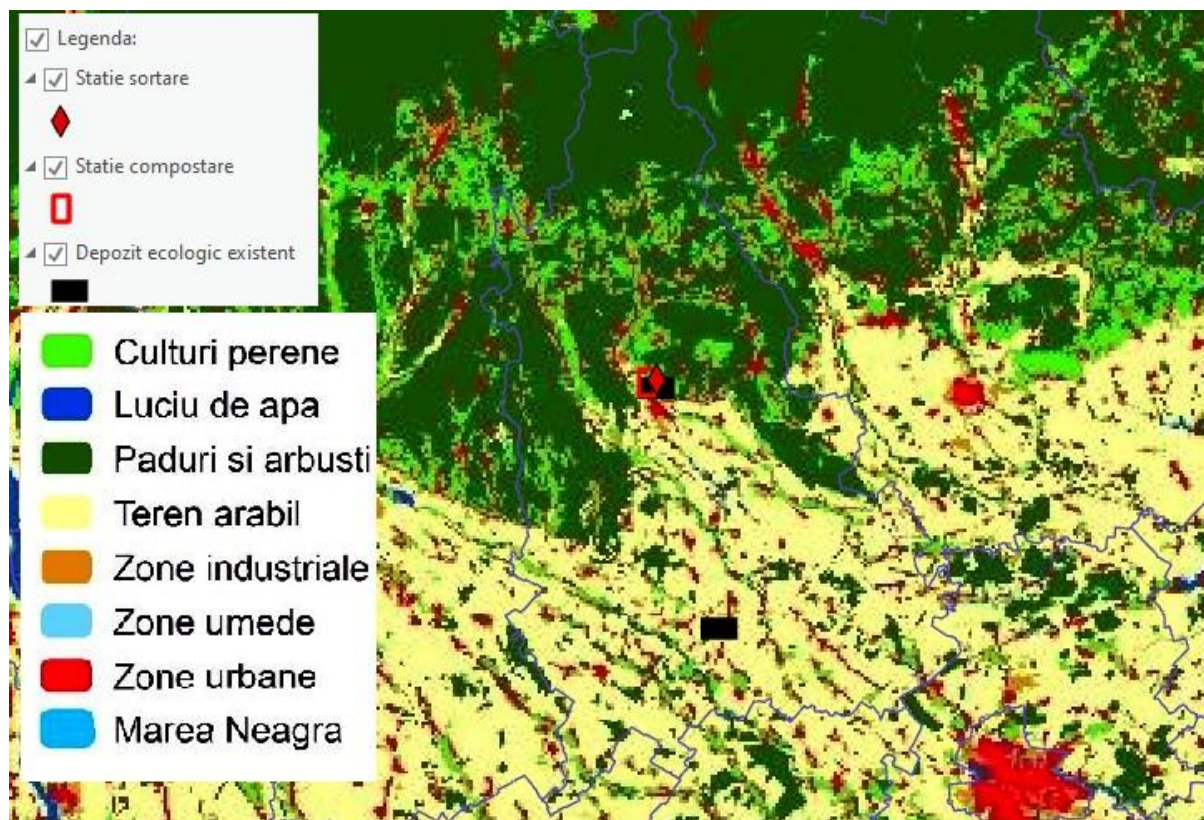 Legenda:
Statie sortare
Statie compostare
Depozit ecologic existent
Culturi perene
Luciu de apa
Paduri si arbusti
Teren arabil
Zone industriale
Zone umede
Zone urbane
Marea Neagra